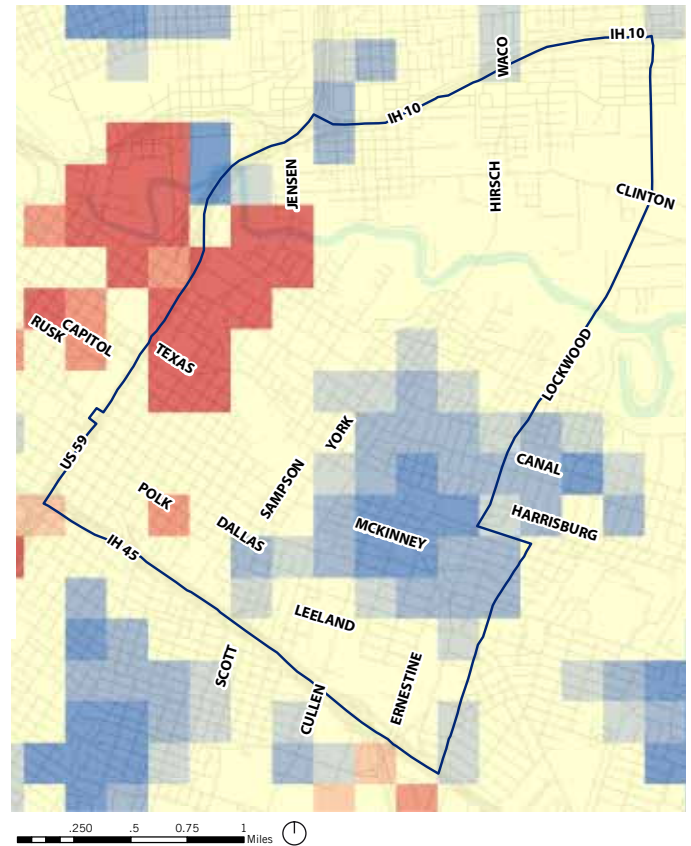 IH.10
WACO
IH-10
JENSEN
HIRSCH
CLINTON
CAPITOL
RUSK
TEXAS
LOCKWOOD
US 59
YORK
CANAL
SAMPSON
POLK
HARRISBURG
DALLAS
MCKINNEY
IH 45
LEELAND
SCOTT
ERNESTINE
CULLEN
.250 .5 0.75 1
Miles